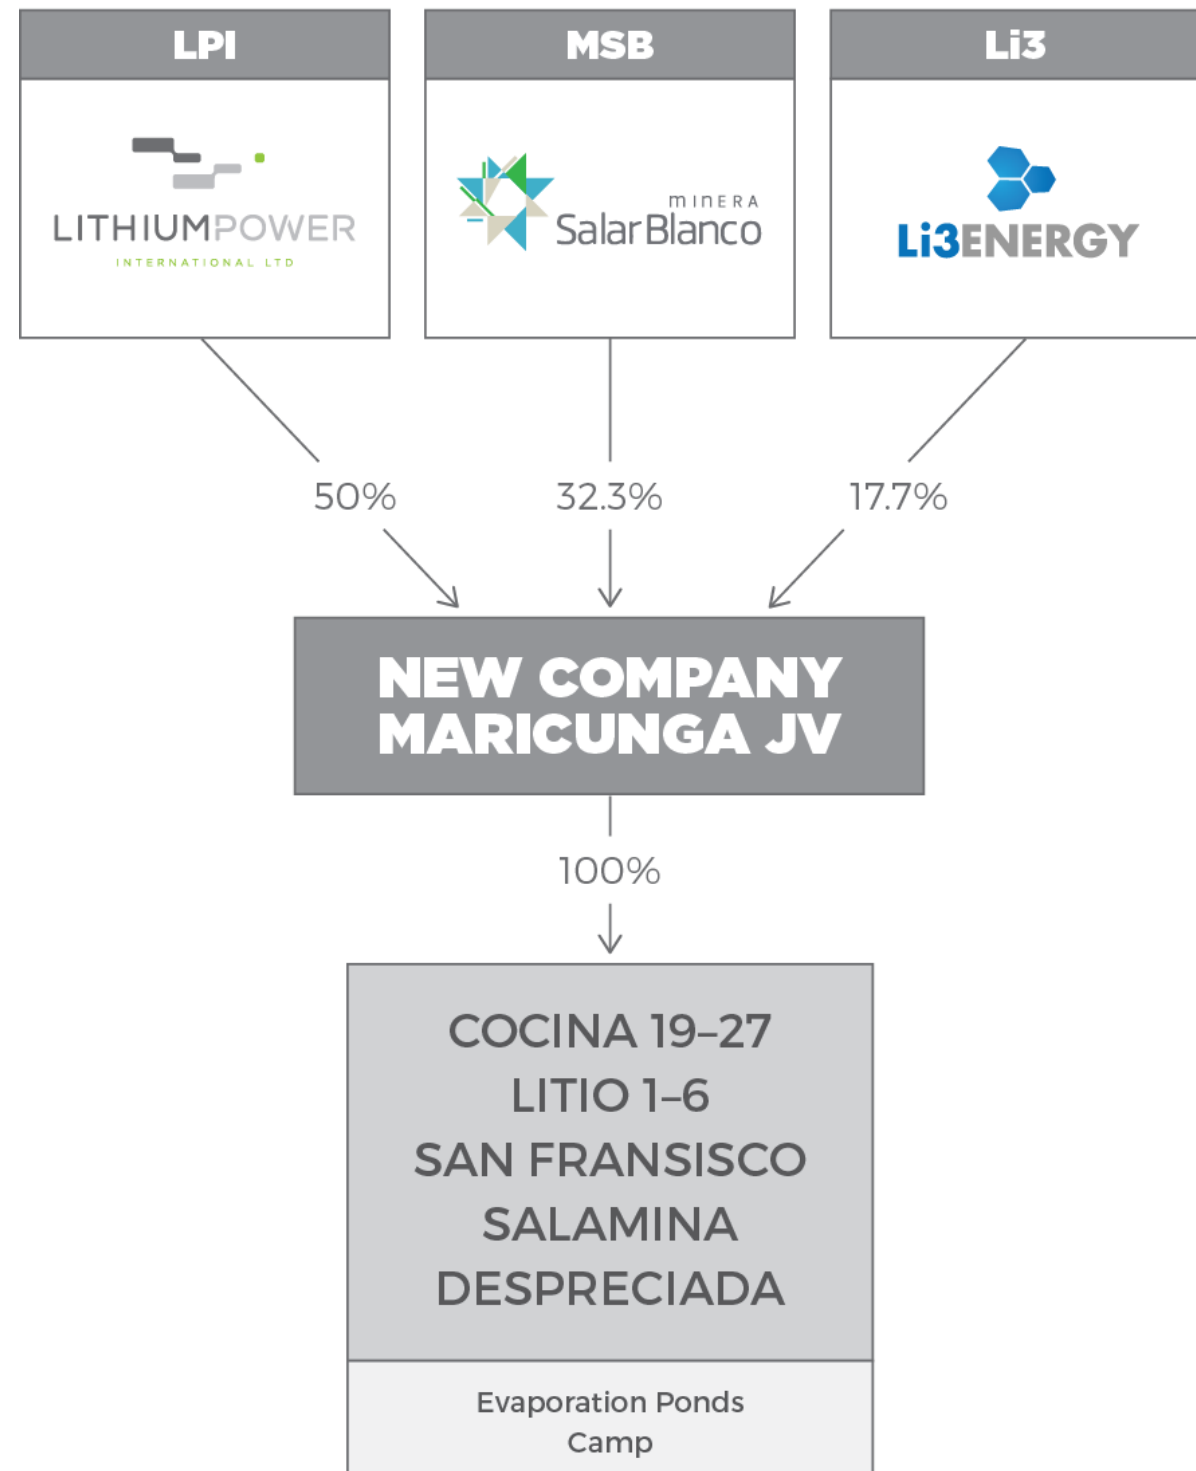 LPI
MSB
Li3
LITHIUMPOWER
INTERNATIONAL LTD
MINERA
SalarBlanco
Li3ENERGY
50%
32.3%
17.7%
NEW COMPANY
MARICUNGA JV
100%
COCINA 19–27
LITIO 1–6
SAN FRANSISCO
SALAMINA
DESPRECIADA
Evaporation Ponds
Camp